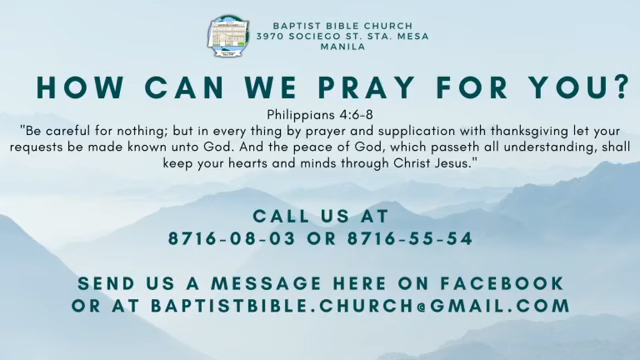 BAPTIST BIBLE CHURCH
3970 SOCIEGO ST. STA. MESA
MANILA
HOW CAN WE PRAY FOR YOU?
Philippians 4:6-8
"Be careful for nothing; but in every thing by prayer and supplication with thanksgiving let your
requests be made known unto God. And the peace of God, which passeth all understanding, shall
keep your hearts and minds through Christ Jesus."
CALL US AT
8716-08-03 OR 8716-55-54
SEND US A MESSAGE HERE ON FACEBOOK
OR AT BAPTISTBIBLE.CHURCH@GMAIL.COM